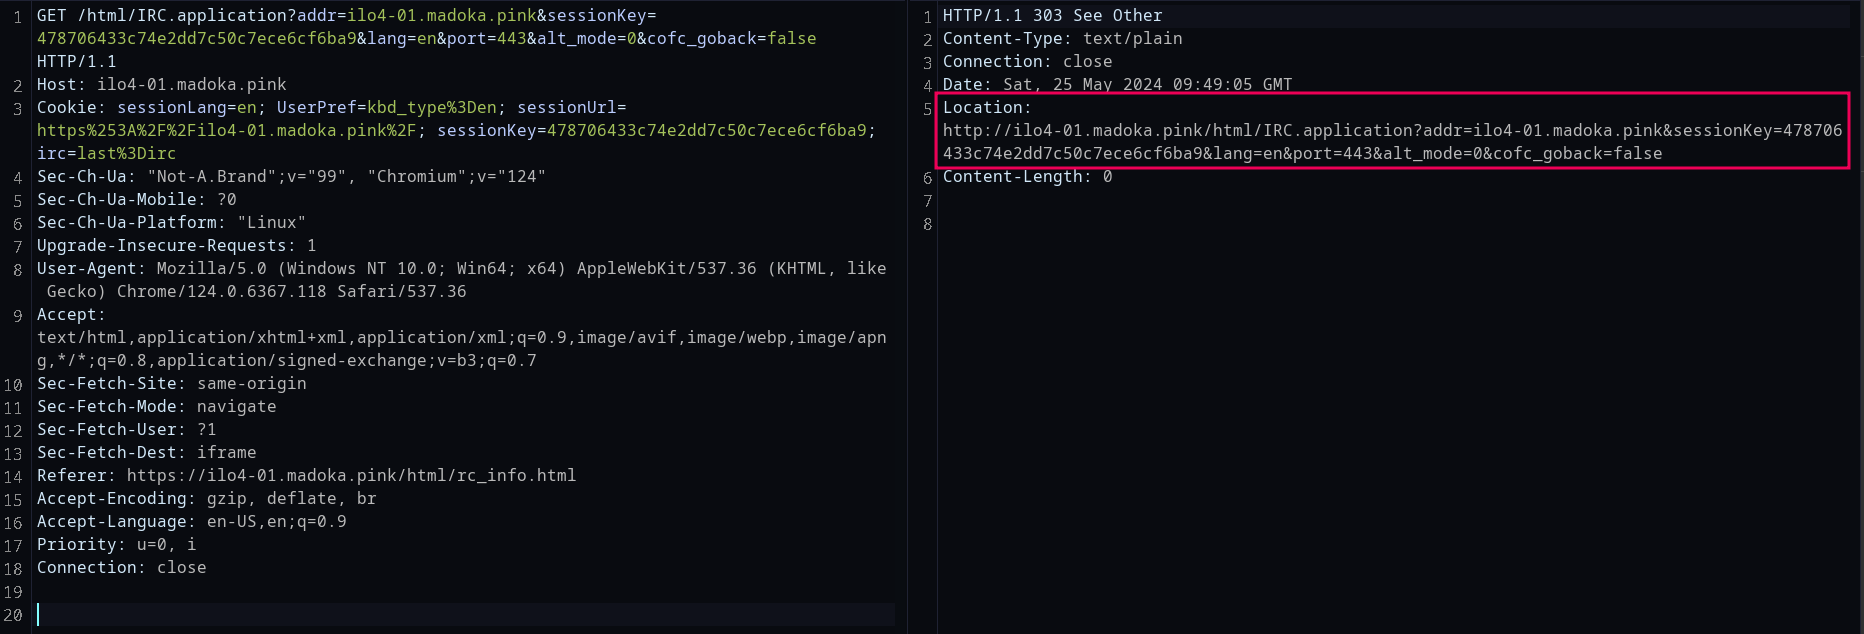 1 GET /html/IRC.application?addr=ilo4-01.madoka.pink&sessionKey=
478706433c74e2dd7c50c7ece6cf6ba9&lang=en&port=443&alt_mode=0&cofc_goback=false
HTTP/1.1
2 Host: ilo4-01.madoka.pink
3 Cookie: sessionLang=en; UserPref=kbd_type%3Den; sessionUrl=
https%253A%2F%2Filo4-01.madoka.pink%2F; sessionKey=478706433c74e2dd7c50c7ece6cf6ba9;
irc=last%3Dirc
4 Sec-Ch-Ua: "Not-A.Brand";v="99", "Chromium";v="124"
5 Sec-Ch-Ua-Mobile: ?0
6 Sec-Ch-Ua-Platform: "Linux"
7 Upgrade-Insecure-Requests: 1
8 User-Agent: Mozilla/5.0 (Windows NT 10.0; Win64; x64) AppleWebKit/537.36 (KHTML, like
Gecko) Chrome/124.0.6367.118 Safari/537.36
9 Accept:
text/html,application/xhtml+xml,application/xml;q=0.9,image/avif,image/webp,image/apn
g,*/*;q=0.8,application/signed-exchange;v=b3;q=0.7
10 Sec-Fetch-Site: same-origin
11 Sec-Fetch-Mode: navigate
12 Sec-Fetch-User: ?1
13 Sec-Fetch-Dest: iframe
14 Referer: https://ilo4-01.madoka.pink/html/rc_info.html
15 Accept-Encoding: gzip, deflate, br
16 Accept-Language: en-US,en;q=0.9
17 Priority: u=0, i
18 Connection: close
19
20
1 HTTP/1.1 303 See Other
2 Content-Type: text/plain
3 Connection: close
4 Date: Sat, 25 May 2024 09:49:05 GMT
5 Location:
http://ilo4-01.madoka.pink/html/IRC.application?addr=ilo4-01.madoka.pink&sessionKey=478706
433c74e2dd7c50c7ece6cf6ba9&lang=en&port=443&alt_mode=0&cofc_goback=false
6 Content-Length: 0
7
8